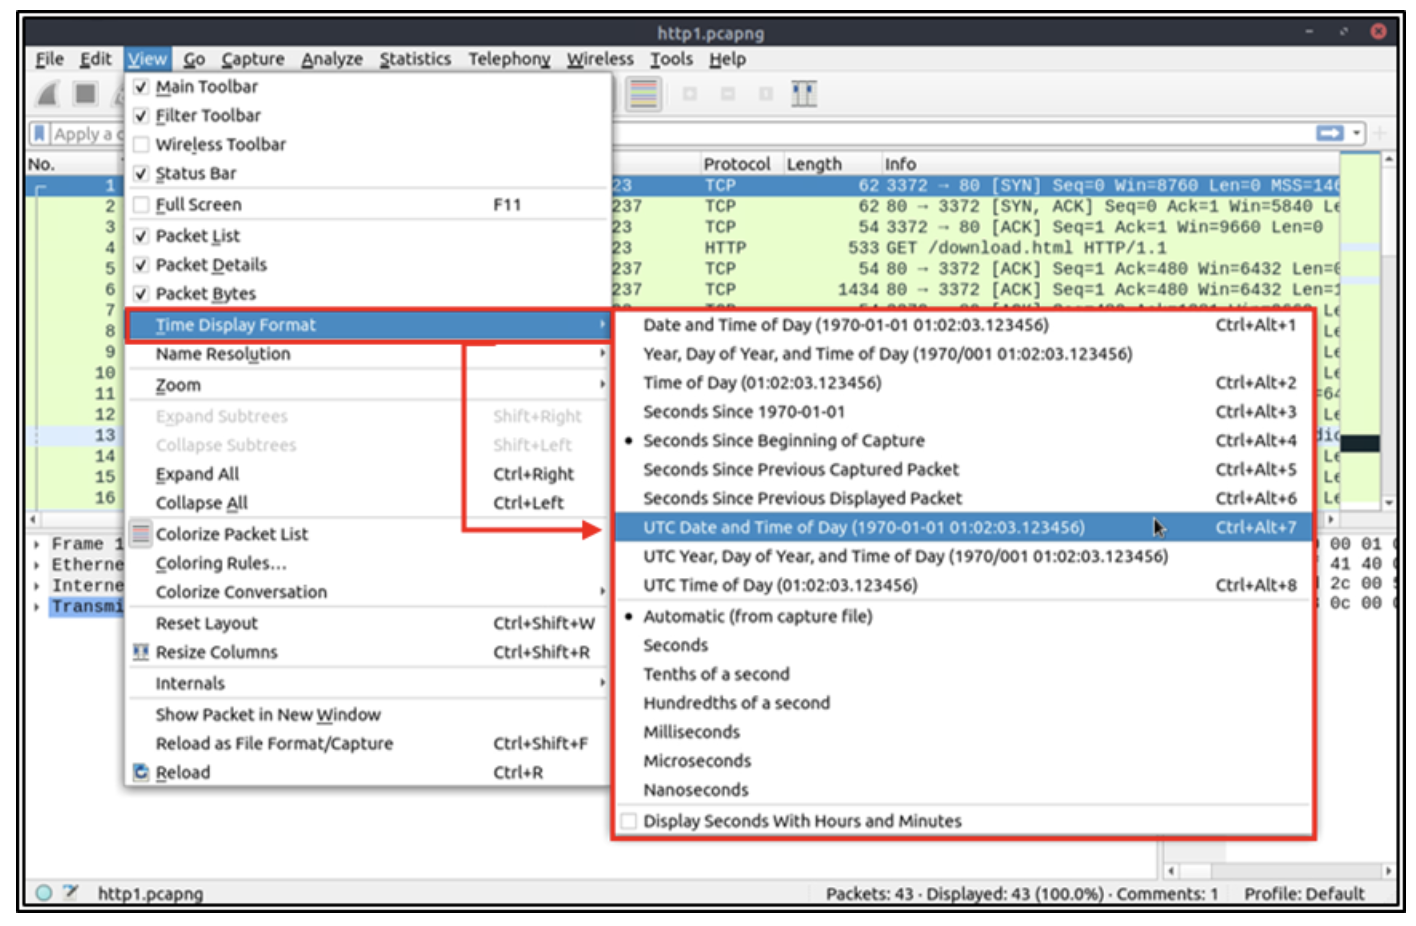 http1.pcapng
File Edit View Go Capture Analyze Statistics Telephony Wireless Tools Help
Main Toolbar
Filter Toolbar
Wireless Toolbar
Status Bar
Full Screen F11
Packet List
Packet Details
Packet Bytes
Time Display Format
Name Resolution
Zoom
Expand Subtrees Shift+Right
Collapse Subtrees Shift+Left
Expand All Ctrl+Right
Collapse All Ctrl+Left
Colorize Packet List
Coloring Rules...
Colorize Conversation
Reset Layout Ctrl+Shift+W
Resize Columns Ctrl+Shift+R
Internals
Show Packet in New Window
Reload as File Format/Capture Ctrl+Shift+F
Reload Ctrl+R
Apply a
No. Protocol Length Info
1 23 TCP 62 3372 → 80 [SYN] Seq=0 Win=8760 Len=0 MSS=146
2 237 TCP 62 80 → 3372 [SYN, ACK] Seq=0 Ack=1 Win=5840 Le
3 23 TCP 54 3372 → 80 [ACK] Seq=1 Ack=1 Win=9660 Len=0
4 23 HTTP 533 GET /download.html HTTP/1.1
5 237 TCP 54 80 → 3372 [ACK] Seq=1 Ack=480 Win=6432 Len=0
6 237 TCP 1434 80 → 3372 [ACK] Seq=1 Ack=480 Win=6432 Len=1
7
8
9
10
11
12
13
14
15
16
Date and Time of Day (1970-01-01 01:02:03.123456) Ctrl+Alt+1
Year, Day of Year, and Time of Day (1970/001 01:02:03.123456)
Time of Day (01:02:03.123456) Ctrl+Alt+2
Seconds Since 1970-01-01 Ctrl+Alt+3
Seconds Since Beginning of Capture Ctrl+Alt+4
Seconds Since Previous Captured Packet Ctrl+Alt+5
Seconds Since Previous Displayed Packet Ctrl+Alt+6
UTC Date and Time of Day (1970-01-01 01:02:03.123456) Ctrl+Alt+7
UTC Year, Day of Year, and Time of Day (1970/001 01:02:03.123456)
UTC Time of Day (01:02:03.123456) Ctrl+Alt+8
Automatic (from capture file)
Seconds
Tenths of a second
Hundredths of a second
Milliseconds
Microseconds
Nanoseconds
Display Seconds With Hours and Minutes
Frame 1
Etherne
Interne
Transmi
00 01
41 40
2c 00
0c 00
http1.pcapng Packets: 43 · Displayed: 43 (100.0%) · Comments: 1 Profile: Default